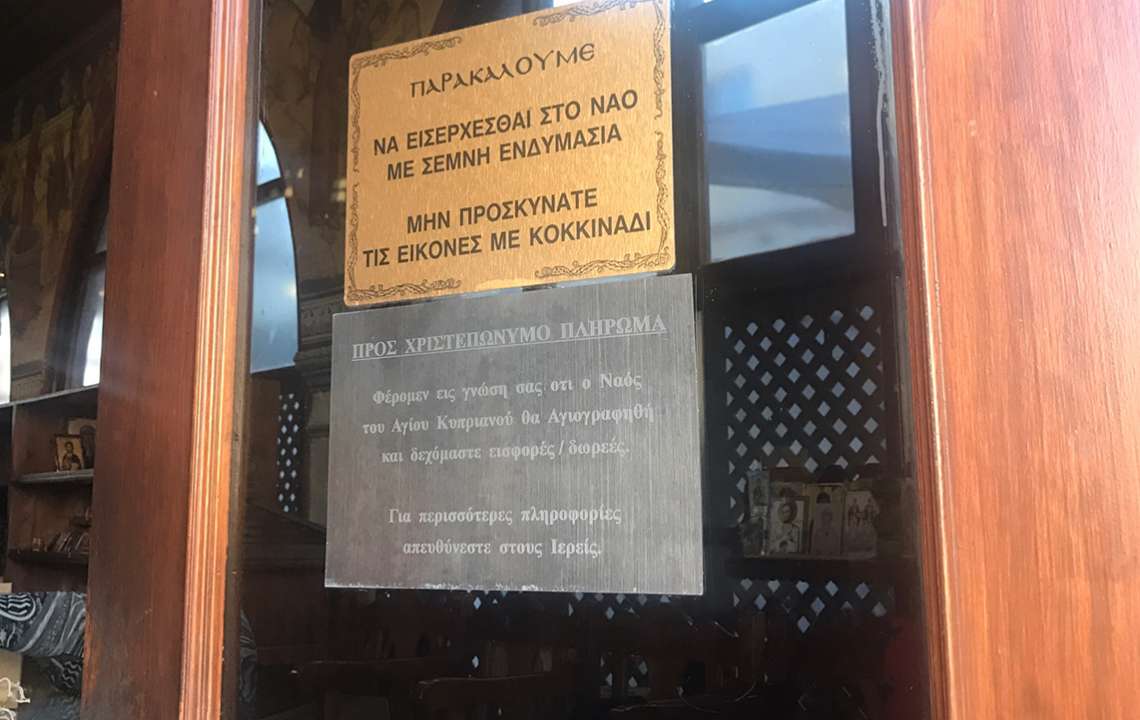 ΠΑΡΑΚΑΛΟΥΜΕ
ΝΑ ΕΙΣΕΡΧΕΣΘΑΙ ΣΤΟ ΝΑΟ
ΜΕ ΣΕΜΝΗ ΕΝΔΥΜΑΣΙΑ
ΜΗΝ ΠΡΟΣΚΥΝΑΤΕ
ΤΙΣ ΕΙΚΟΝΕΣ ΜΕ ΚΟΚΚΙΝΑΔΙ
ΠΡΟΣ ΧΡΙΣΤΕΠΩΝΥΜΟ ΠΛΗΡΩΜΑ
Φέρομεν εις γνώση σας οτι ο Ναός
του Αγίου Κυπριανού θα Αγιογραφηθή
και δεχόμαστε εισφορές / δωρεές.
Για περισσότερες πληροφορίες
απευθύνεστε στους Ιερείς.